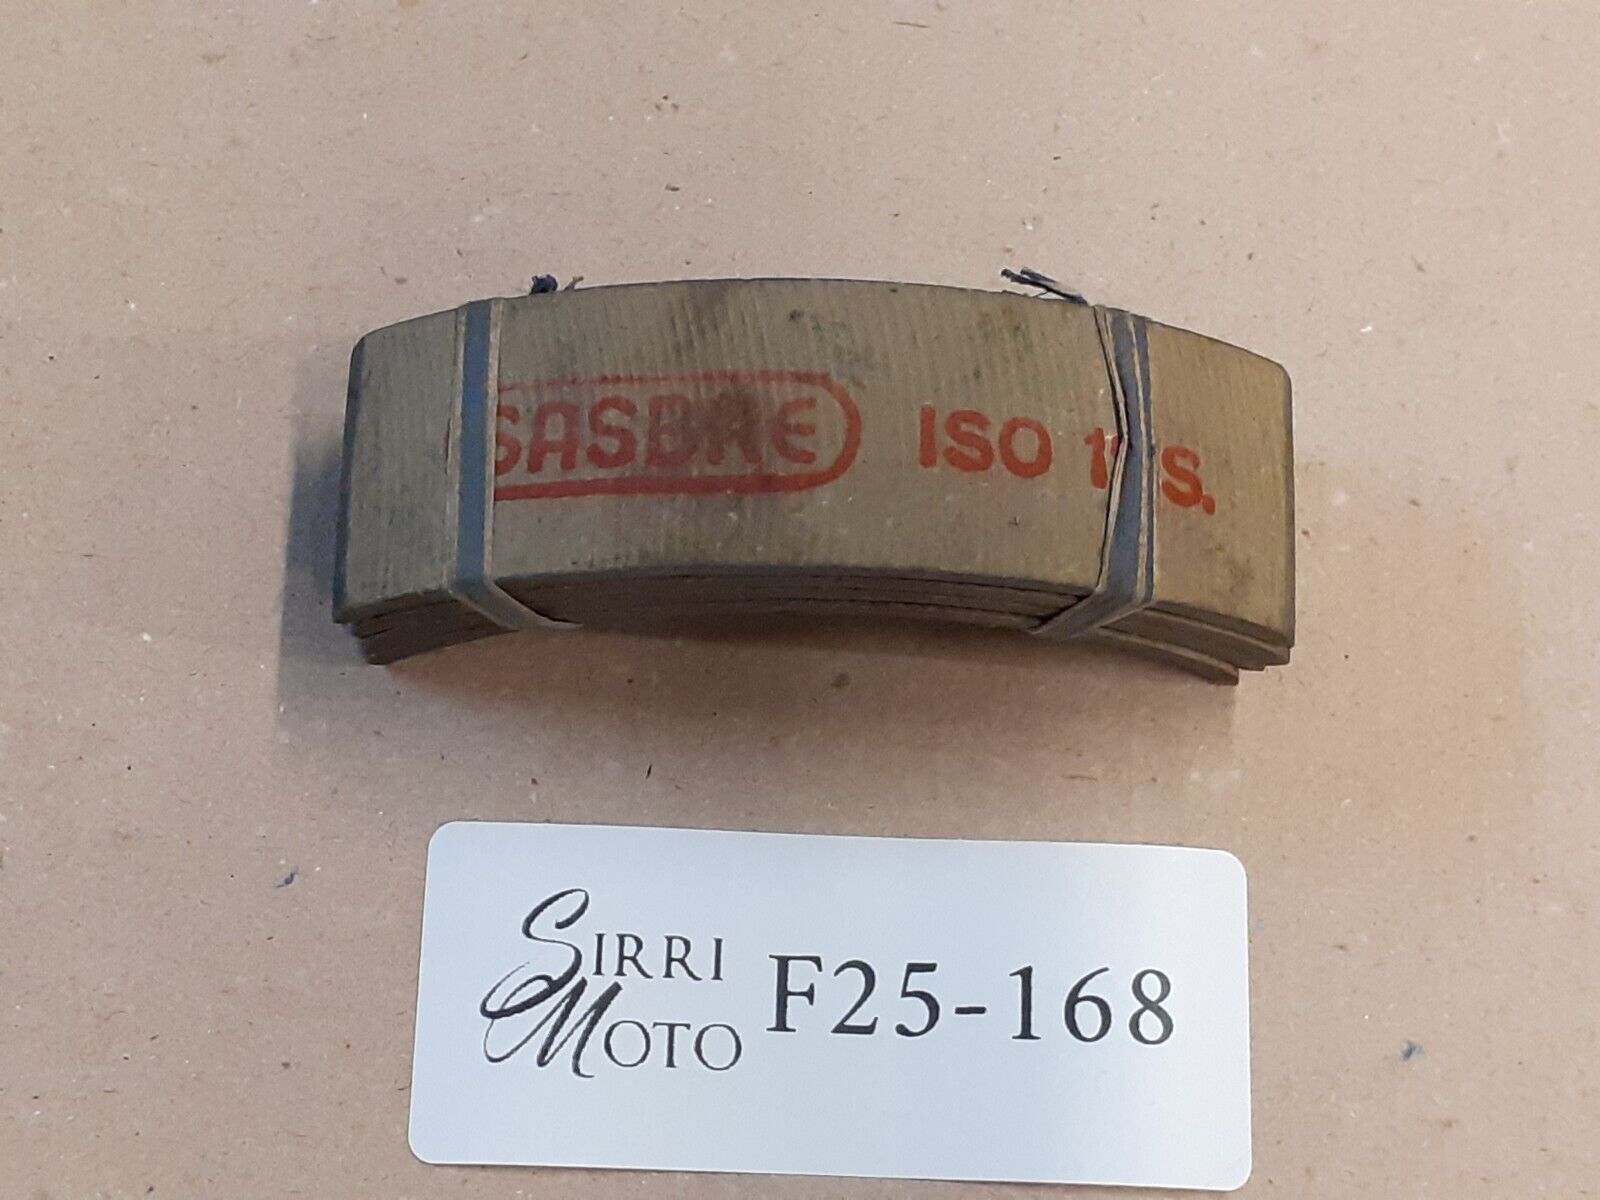 SASBRE ISO
S.
SIRRI
MOTO
F25-168